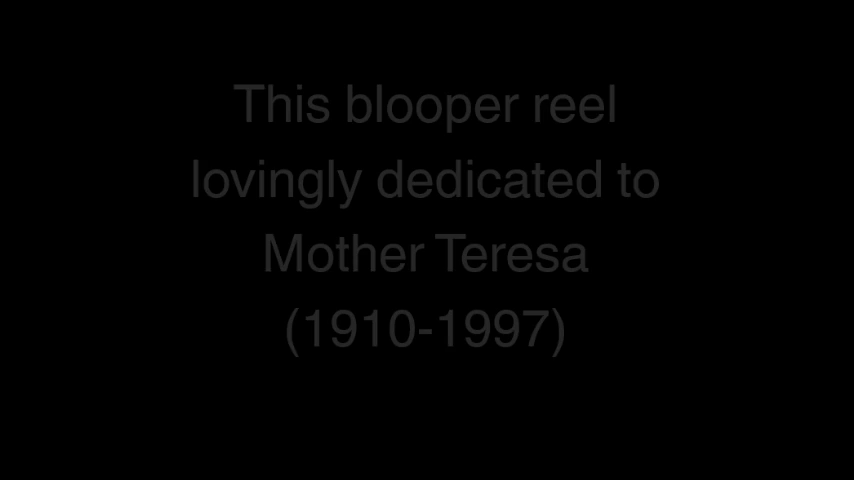 This blooper reel
lovingly dedicated to
Mother Teresa
(1910-1997)